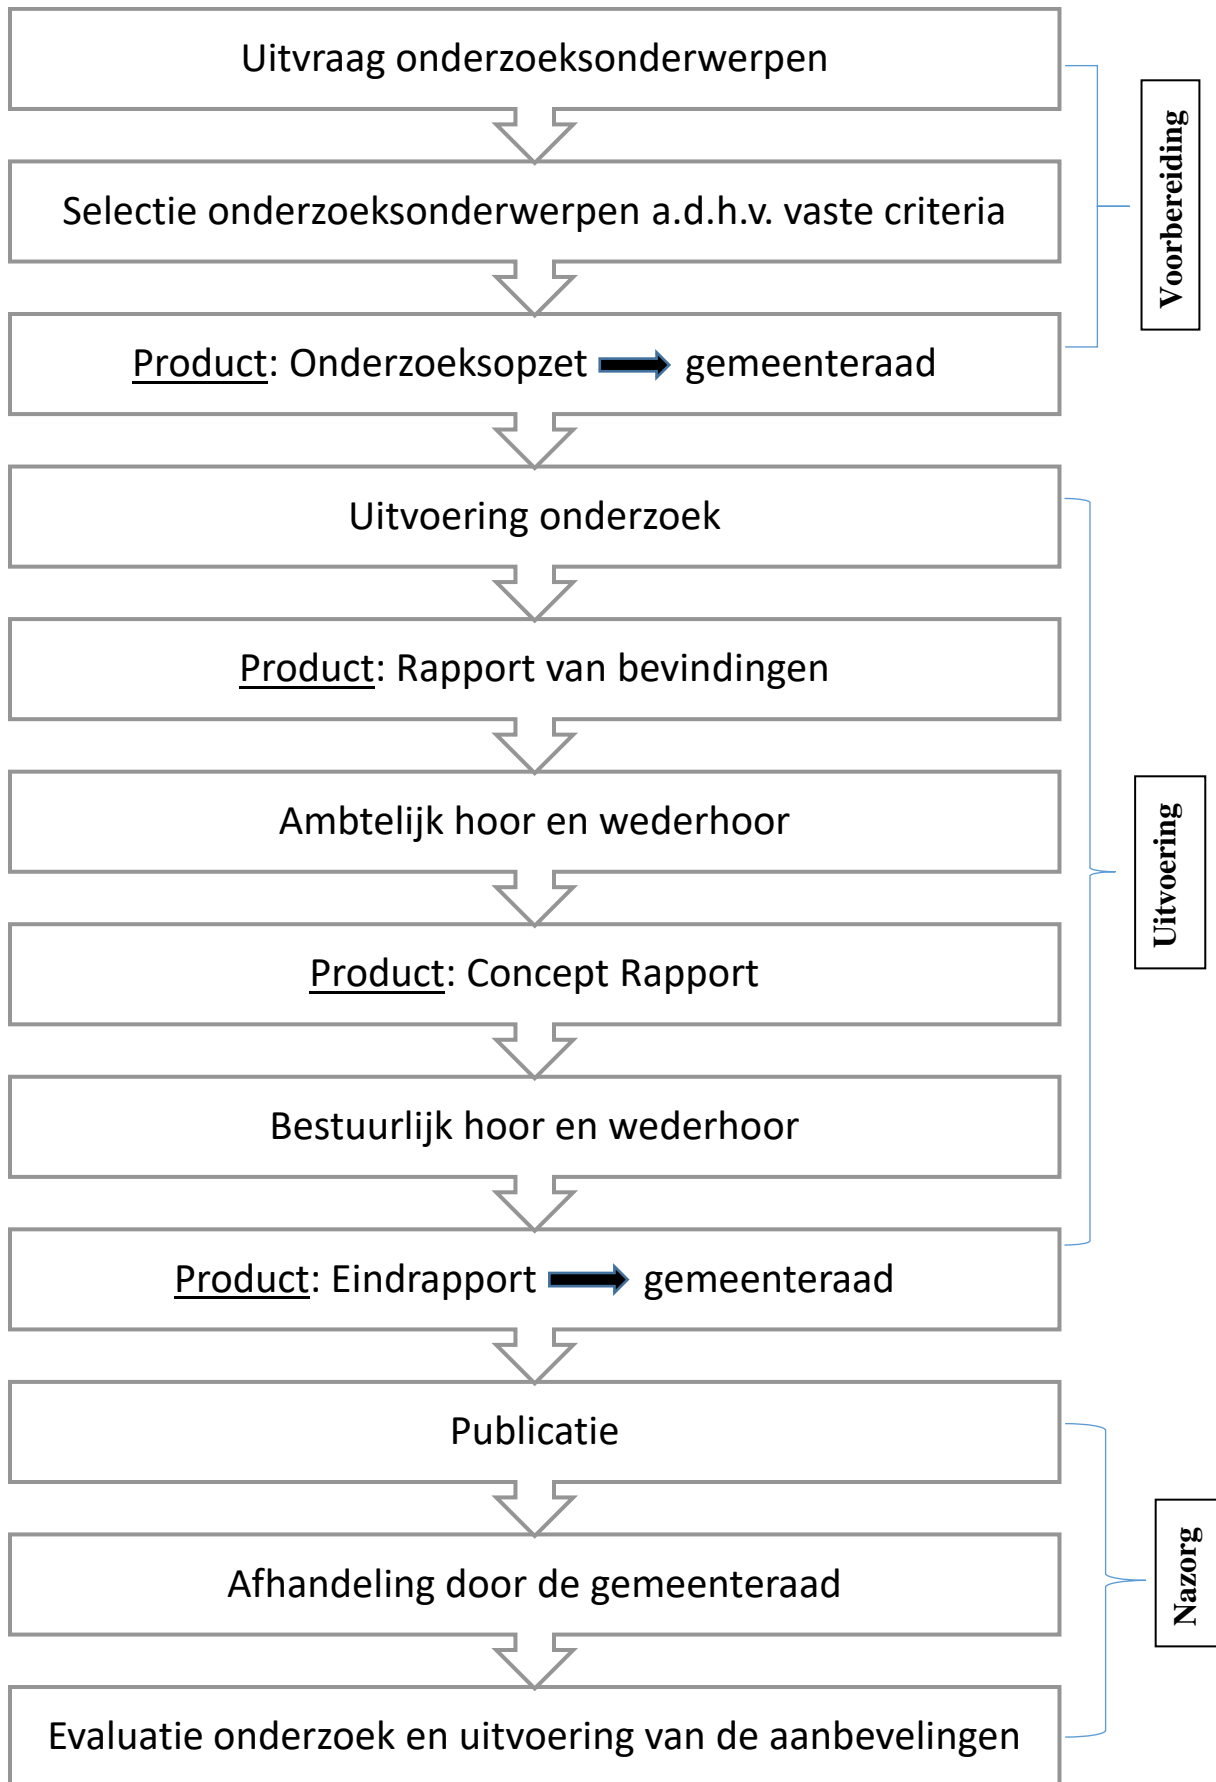 Uitvraag onderzoeksonderwerpen
Selectie onderzoeksonderwerpen a.d.h.v. vaste criteria
Product: Onderzoeksopzet gemeenteraad
Voorbereiding
Uitvoering onderzoek
Product: Rapport van bevindingen
Ambtelijk hoor en wederhoor
Product: Concept Rapport
Bestuurlijk hoor en wederhoor
Product: Eindrapport gemeenteraad
Uitvoering
Publicatie
Afhandeling door de gemeenteraad
Evaluatie onderzoek en uitvoering van de aanbevelingen
Nazorg